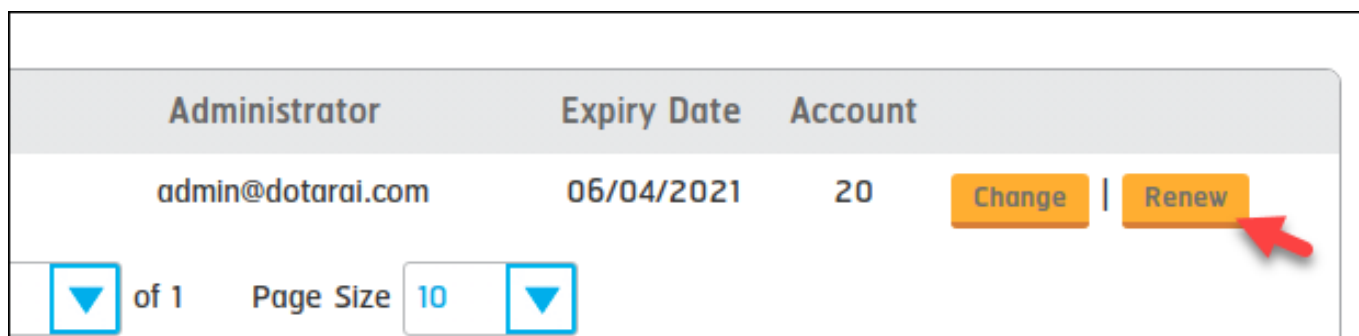 Administrator Expiry Date Account
admin@dotarai.com 06/04/2021 20 Change | Renew
of 1 Page Size 10